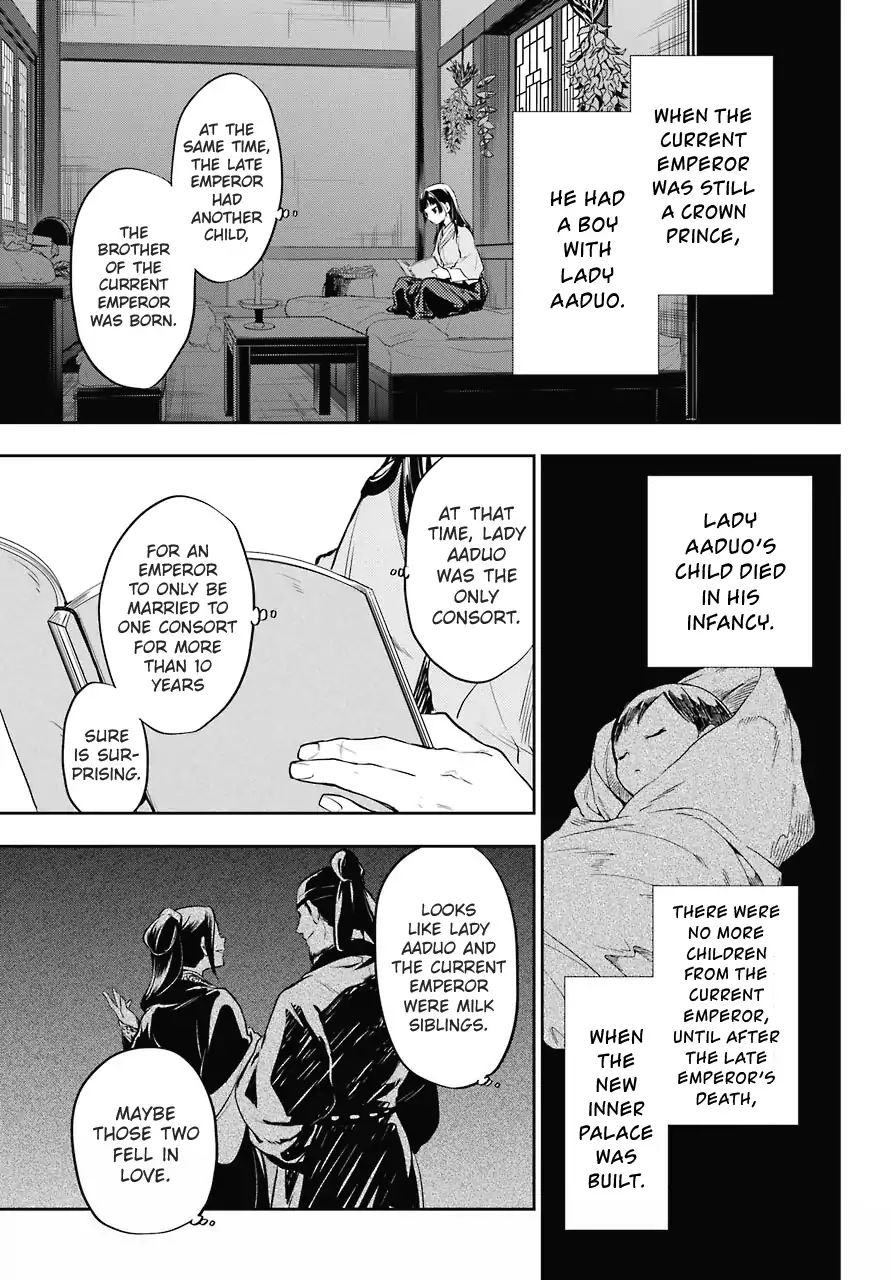 WHEN THE
CURRENT
EMPEROR
WAS STILL
A CROWN
PRINCE,
HE HAD
A BOY
WITH
LADY
AADUO.
AT THE
SAME TIME,
THE LATE
EMPEROR
HAD
ANOTHER
CHILD,
THE
BROTHER
OF THE
CURRENT
EMPEROR
WAS BORN.
LADY
AADUO'S
CHILD DIED
IN HIS
INFANCY.
THERE WERE
NO MORE
CHILDREN
FROM THE
CURRENT
EMPEROR,
UNTIL AFTER
THE LATE
EMPEROR'S
DEATH,
WHEN
THE
NEW
INNER
PALACE
WAS
BUILT.
AT THAT
TIME, LADY
AADUO
WAS THE
ONLY
CONSORT.
FOR AN
EMPEROR
TO ONLY BE
MARRIED TO
ONE CONSORT
FOR MORE
THAN 10
YEARS
SURE
IS SUR-
PRISING.
LOOKS
LIKE LADY
AADUO AND
THE CURRENT
EMPEROR
WERE MILK
SIBLINGS.
MAYBE
THOSE TWO
FELL IN
LOVE.